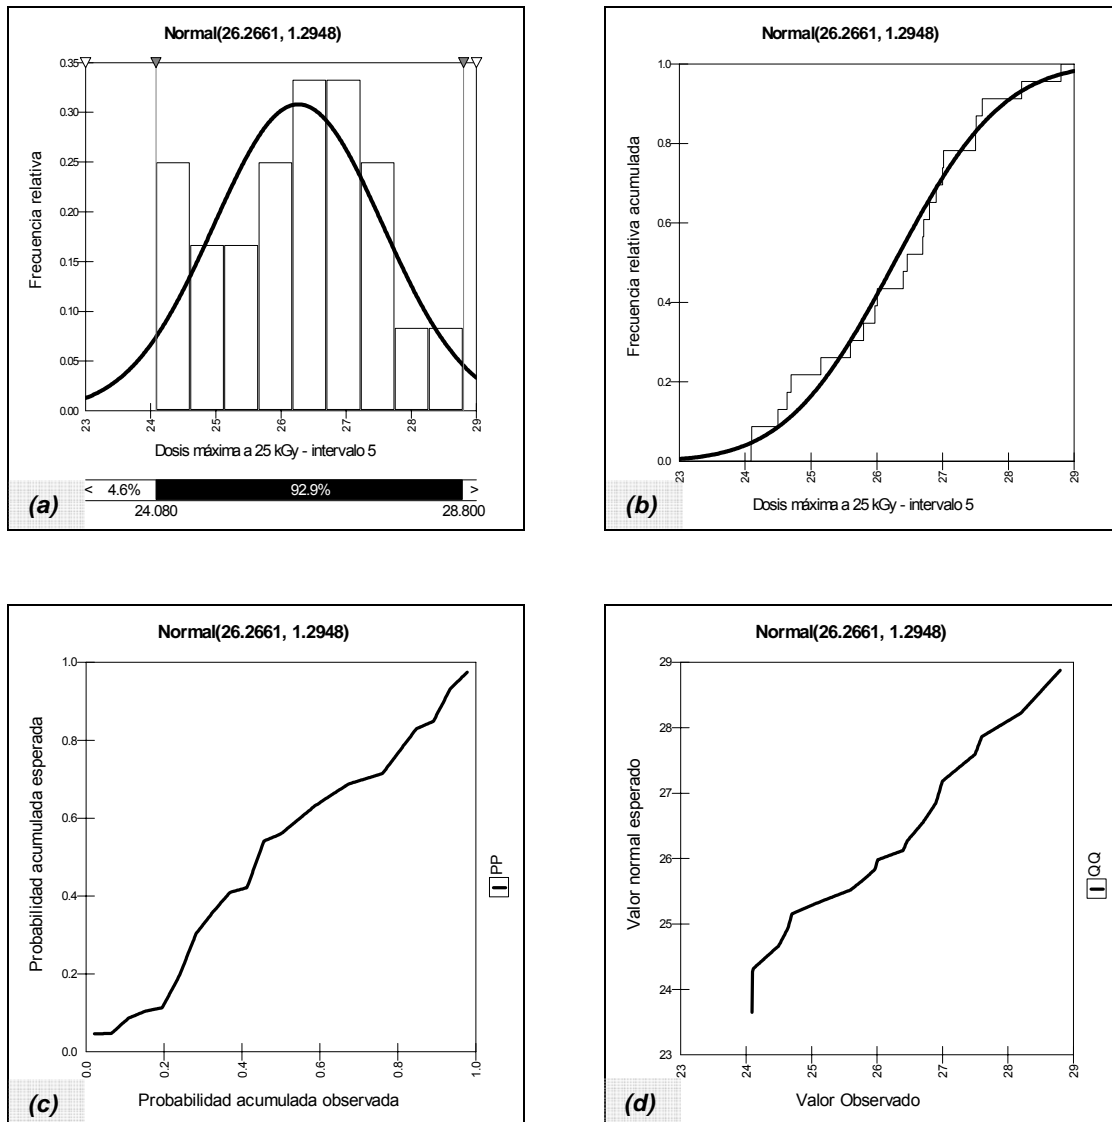 Normal(26.2661, 1.2948)
0.35
0.30
0.25
0.20
0.15
0.10
0.05
0.00
Frecuencia relativa
23 24 25 26 27 28 29
Dosis máxima a 25 kGy - intervalo 5
< 4.6% 92.9% >
24.080 28.800
(a)
Normal(26.2661, 1.2948)
1.0
0.8
0.6
0.4
0.2
0.0
Frecuencia relativa acumulada
23 24 25 26 27 28 29
Dosis máxima a 25 kGy - intervalo 5
(b)
Normal(26.2661, 1.2948)
1.0
0.8
0.6
0.4
0.2
0.0
Probabilidad acumulada esperada
0.0 0.2 0.4 0.6 0.8 1.0
Probabilidad acumulada observada
PP
(c)
Normal(26.2661, 1.2948)
29
28
27
26
25
24
23
Valor normal esperado
23 24 25 26 27 28 29
Valor Observado
QQ
(d)